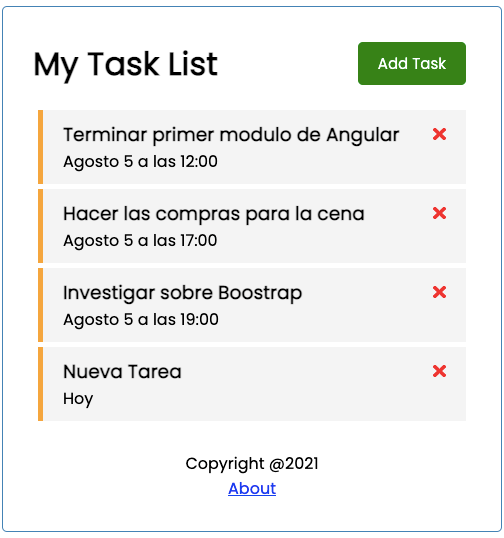 My Task List
Add Task
Terminar primer modulo de Angular
Agosto 5 a las 12:00
Hacer las compras para la cena
Agosto 5 a las 17:00
Investigar sobre Boostrap
Agosto 5 a las 19:00
Nueva Tarea
Hoy
Copyright @2021
About